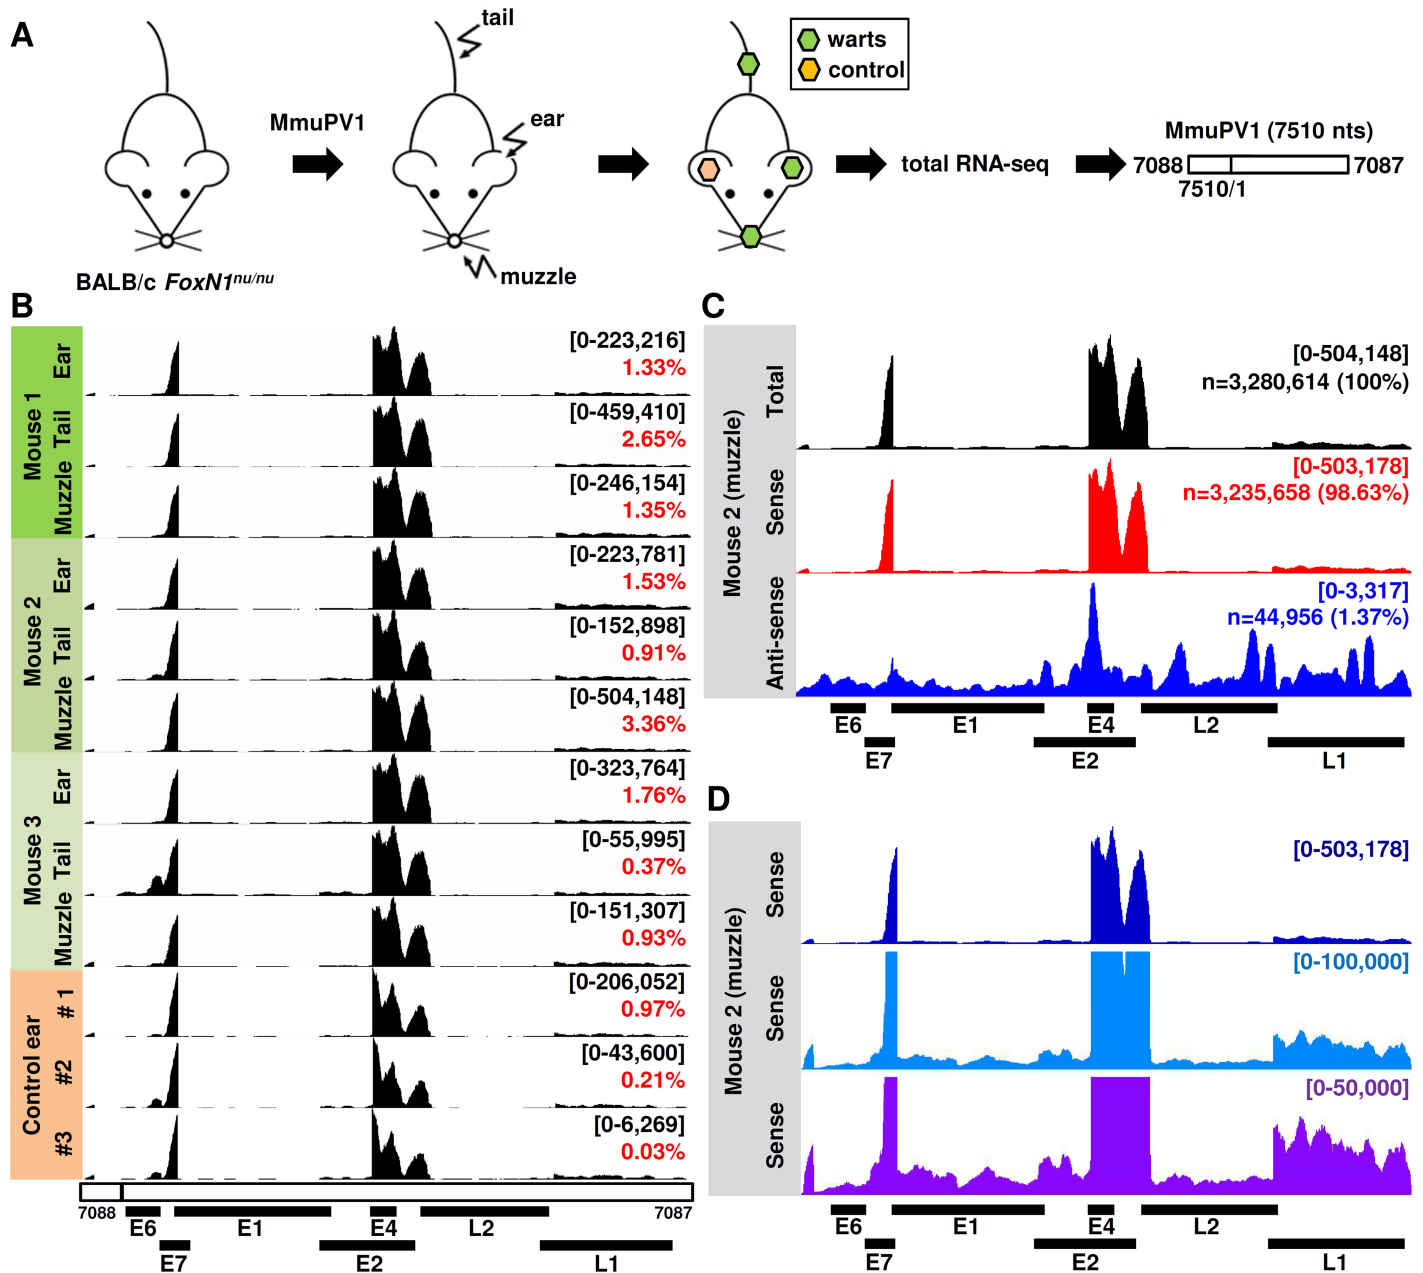 A
tail
warts
control
MmuPV1
ear
MmuPV1 (7510 nts)
total RNA-seq
7088
7087
7510/1
muzzle
BALB/c FoxN1nu/nu
B
Mouse 1
Ear
[0-223,216]
1.33%
Tail
[0-459,410]
2.65%
Muzzle
[0-246,154]
1.35%
Mouse 2
Ear
[0-223,781]
1.53%
Tail
[0-152,898]
0.91%
Muzzle
[0-504,148]
3.36%
Mouse 3
Ear
[0-323,764]
1.76%
Tail
[0-55,995]
0.37%
Muzzle
[0-151,307]
0.93%
Control ear
# 1
[0-206,052]
0.97%
#2
[0-43,600]
0.21%
#3
[0-6,269]
0.03%
7088
7087
E6
E1
E4
L2
E7
E2
L1
C
Mouse 2 (muzzle)
Total
[0-504,148]
n=3,280,614 (100%)
Sense
[0-503,178]
n=3,235,658 (98.63%)
Anti-sense
[0-3,317]
n=44,956 (1.37%)
E6
E1
E4
L2
E7
E2
L1
D
Mouse 2 (muzzle)
Sense
[0-503,178]
Sense
[0-100,000]
Sense
[0-50,000]
E6
E1
E4
L2
E7
E2
L1